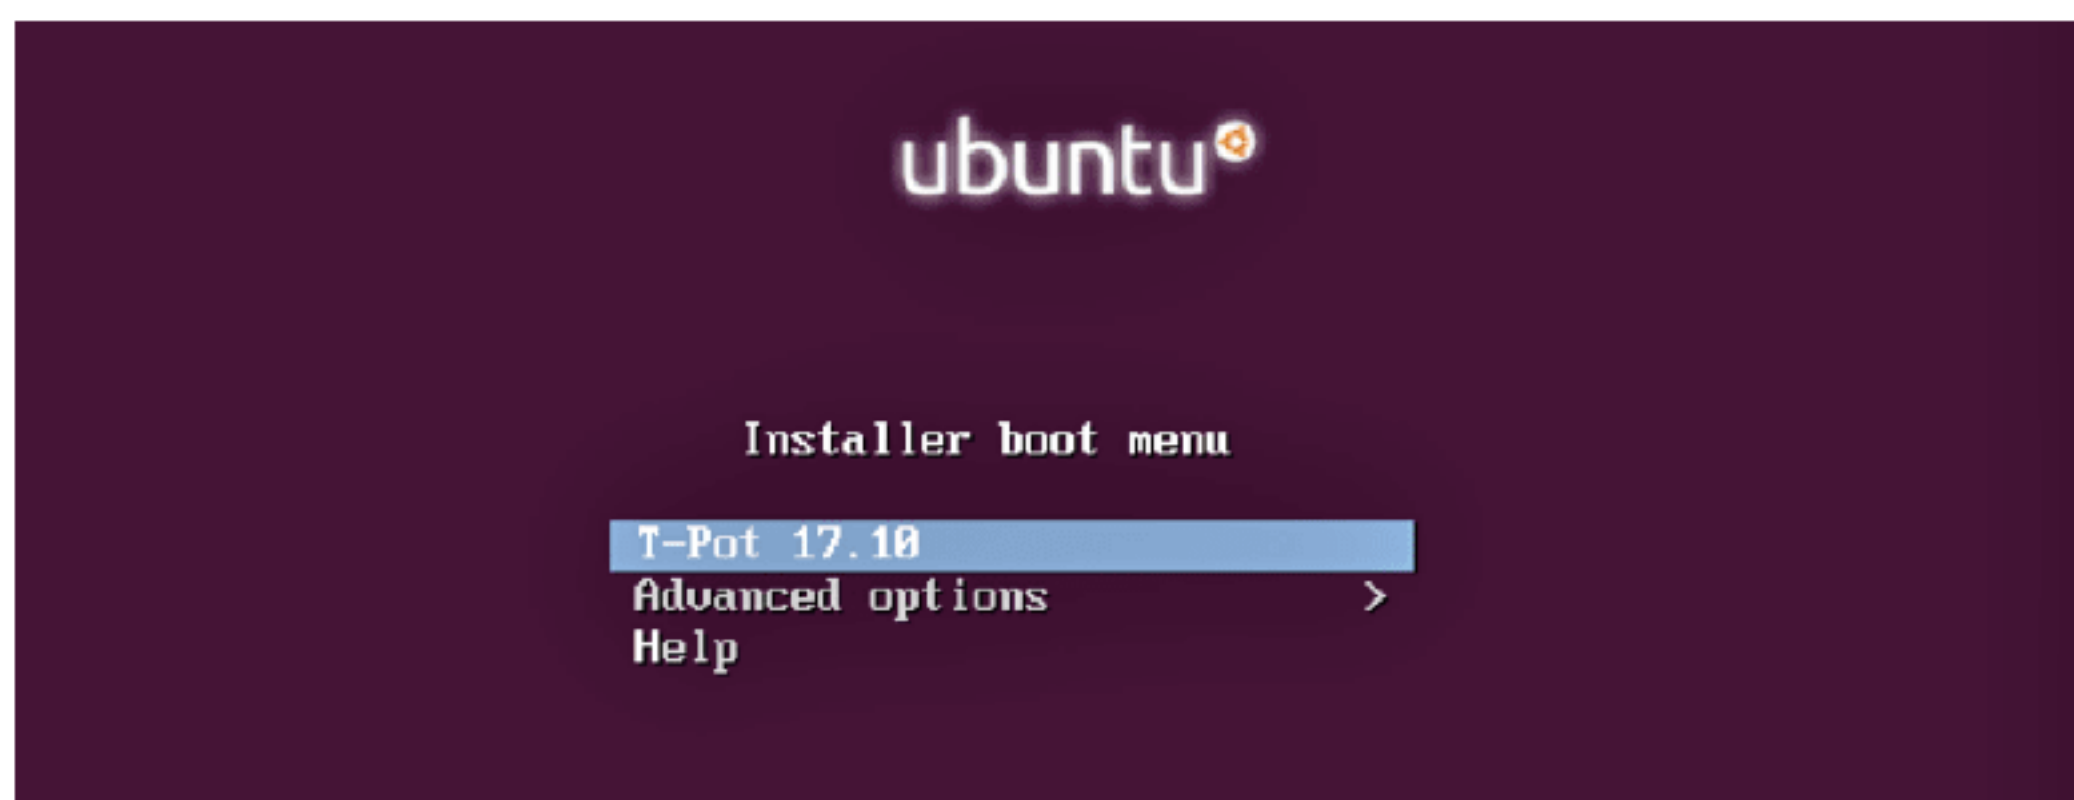 ubuntu
Installer boot menu
T-Pot 17.10
Advanced options >
Help